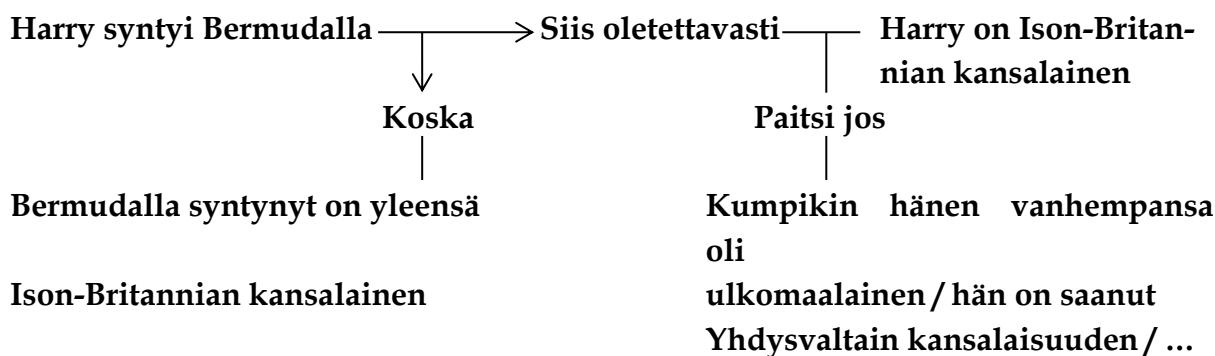 Harry syntyi Bermudalla
Siis oletettavasti
Harry on Ison-Britan-
nian kansalainen
Koska
Paitsi jos
Bermudalla syntynyt on yleensä
Ison-Britannian kansalainen
Kumpikin hänen vanhempansa
oli
ulkomaalainen / hän on saanut
Yhdysvaltain kansalaisuuden / …